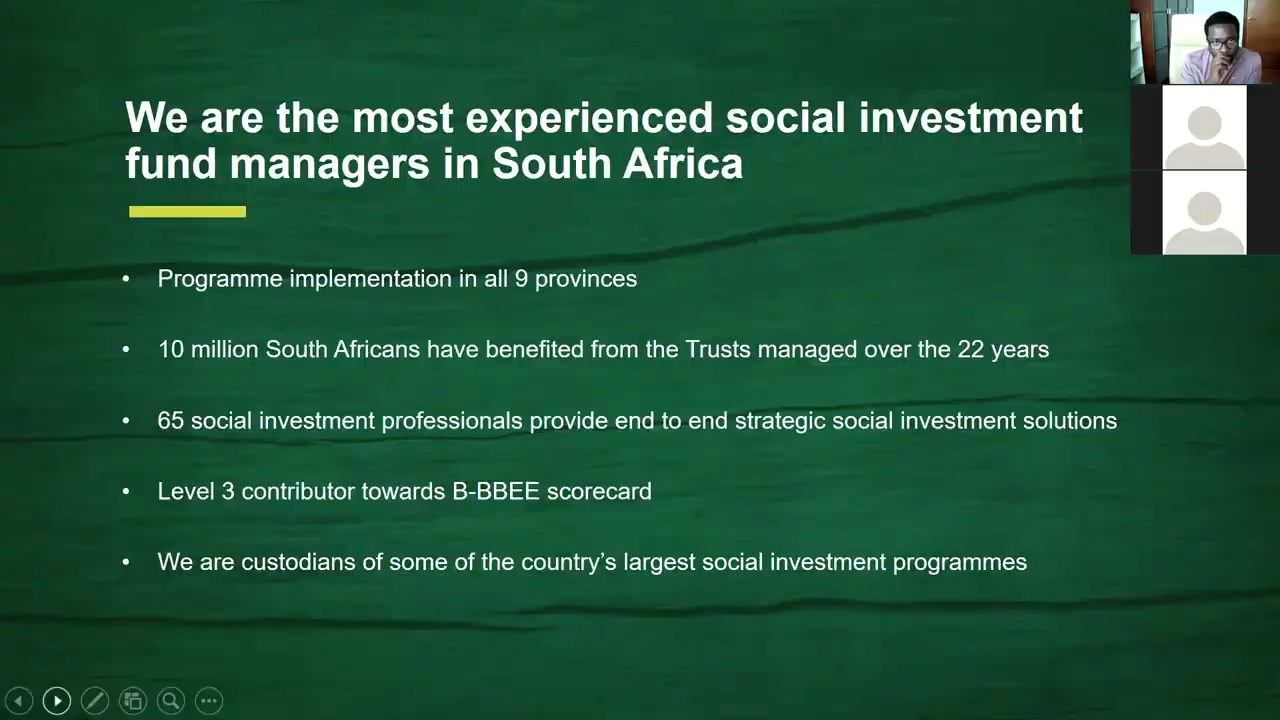 We are the most experienced social investment
fund managers in South Africa
• Programme implementation in all 9 provinces
• 10 million South Africans have benefited from the Trusts managed over the 22 years
• 65 social investment professionals provide end to end strategic social investment solutions
• Level 3 contributor towards B-BBEE scorecard
• We are custodians of some of the country’s largest social investment programmes